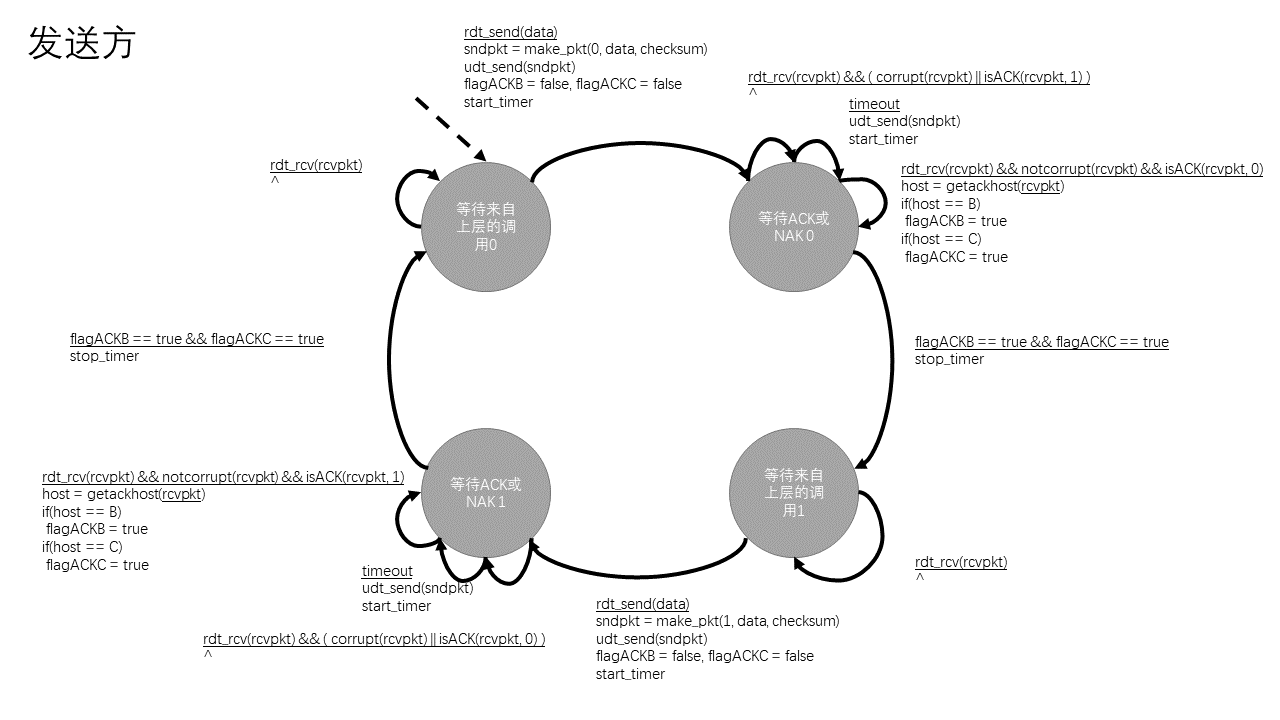 发送方
rdt_send(data)
sndpkt = make_pkt(0, data, checksum)
udt_send(sndpkt)
flagACKB = false, flagACKC = false
start_timer
rdt_rcv(rcvpkt) && ( corrupt(rcvpkt) || isACK(rcvpkt, 1) )
^
timeout
udt_send(sndpkt)
start_timer
rdt_rcv(rcvpkt)
^
rdt_rcv(rcvpkt) && notcorrupt(rcvpkt) && isACK(rcvpkt, 0)
host = getackhost(rcvpkt)
if(host == B)
flagACKB = true
if(host == C)
flagACKC = true
等待来自
上层的调
用0
等待ACK或
NAK 0
flagACKB == true && flagACKC == true
stop_timer
flagACKB == true && flagACKC == true
stop_timer
rdt_rcv(rcvpkt) && notcorrupt(rcvpkt) && isACK(rcvpkt, 1)
host = getackhost(rcvpkt)
if(host == B)
flagACKB = true
if(host == C)
flagACKC = true
等待ACK或
NAK 1
等待来自
上层的调
用1
rdt_rcv(rcvpkt)
^
timeout
udt_send(sndpkt)
start_timer
rdt_rcv(rcvpkt) && ( corrupt(rcvpkt) || isACK(rcvpkt, 0) )
^
rdt_send(data)
sndpkt = make_pkt(1, data, checksum)
udt_send(sndpkt)
flagACKB = false, flagACKC = false
start_timer